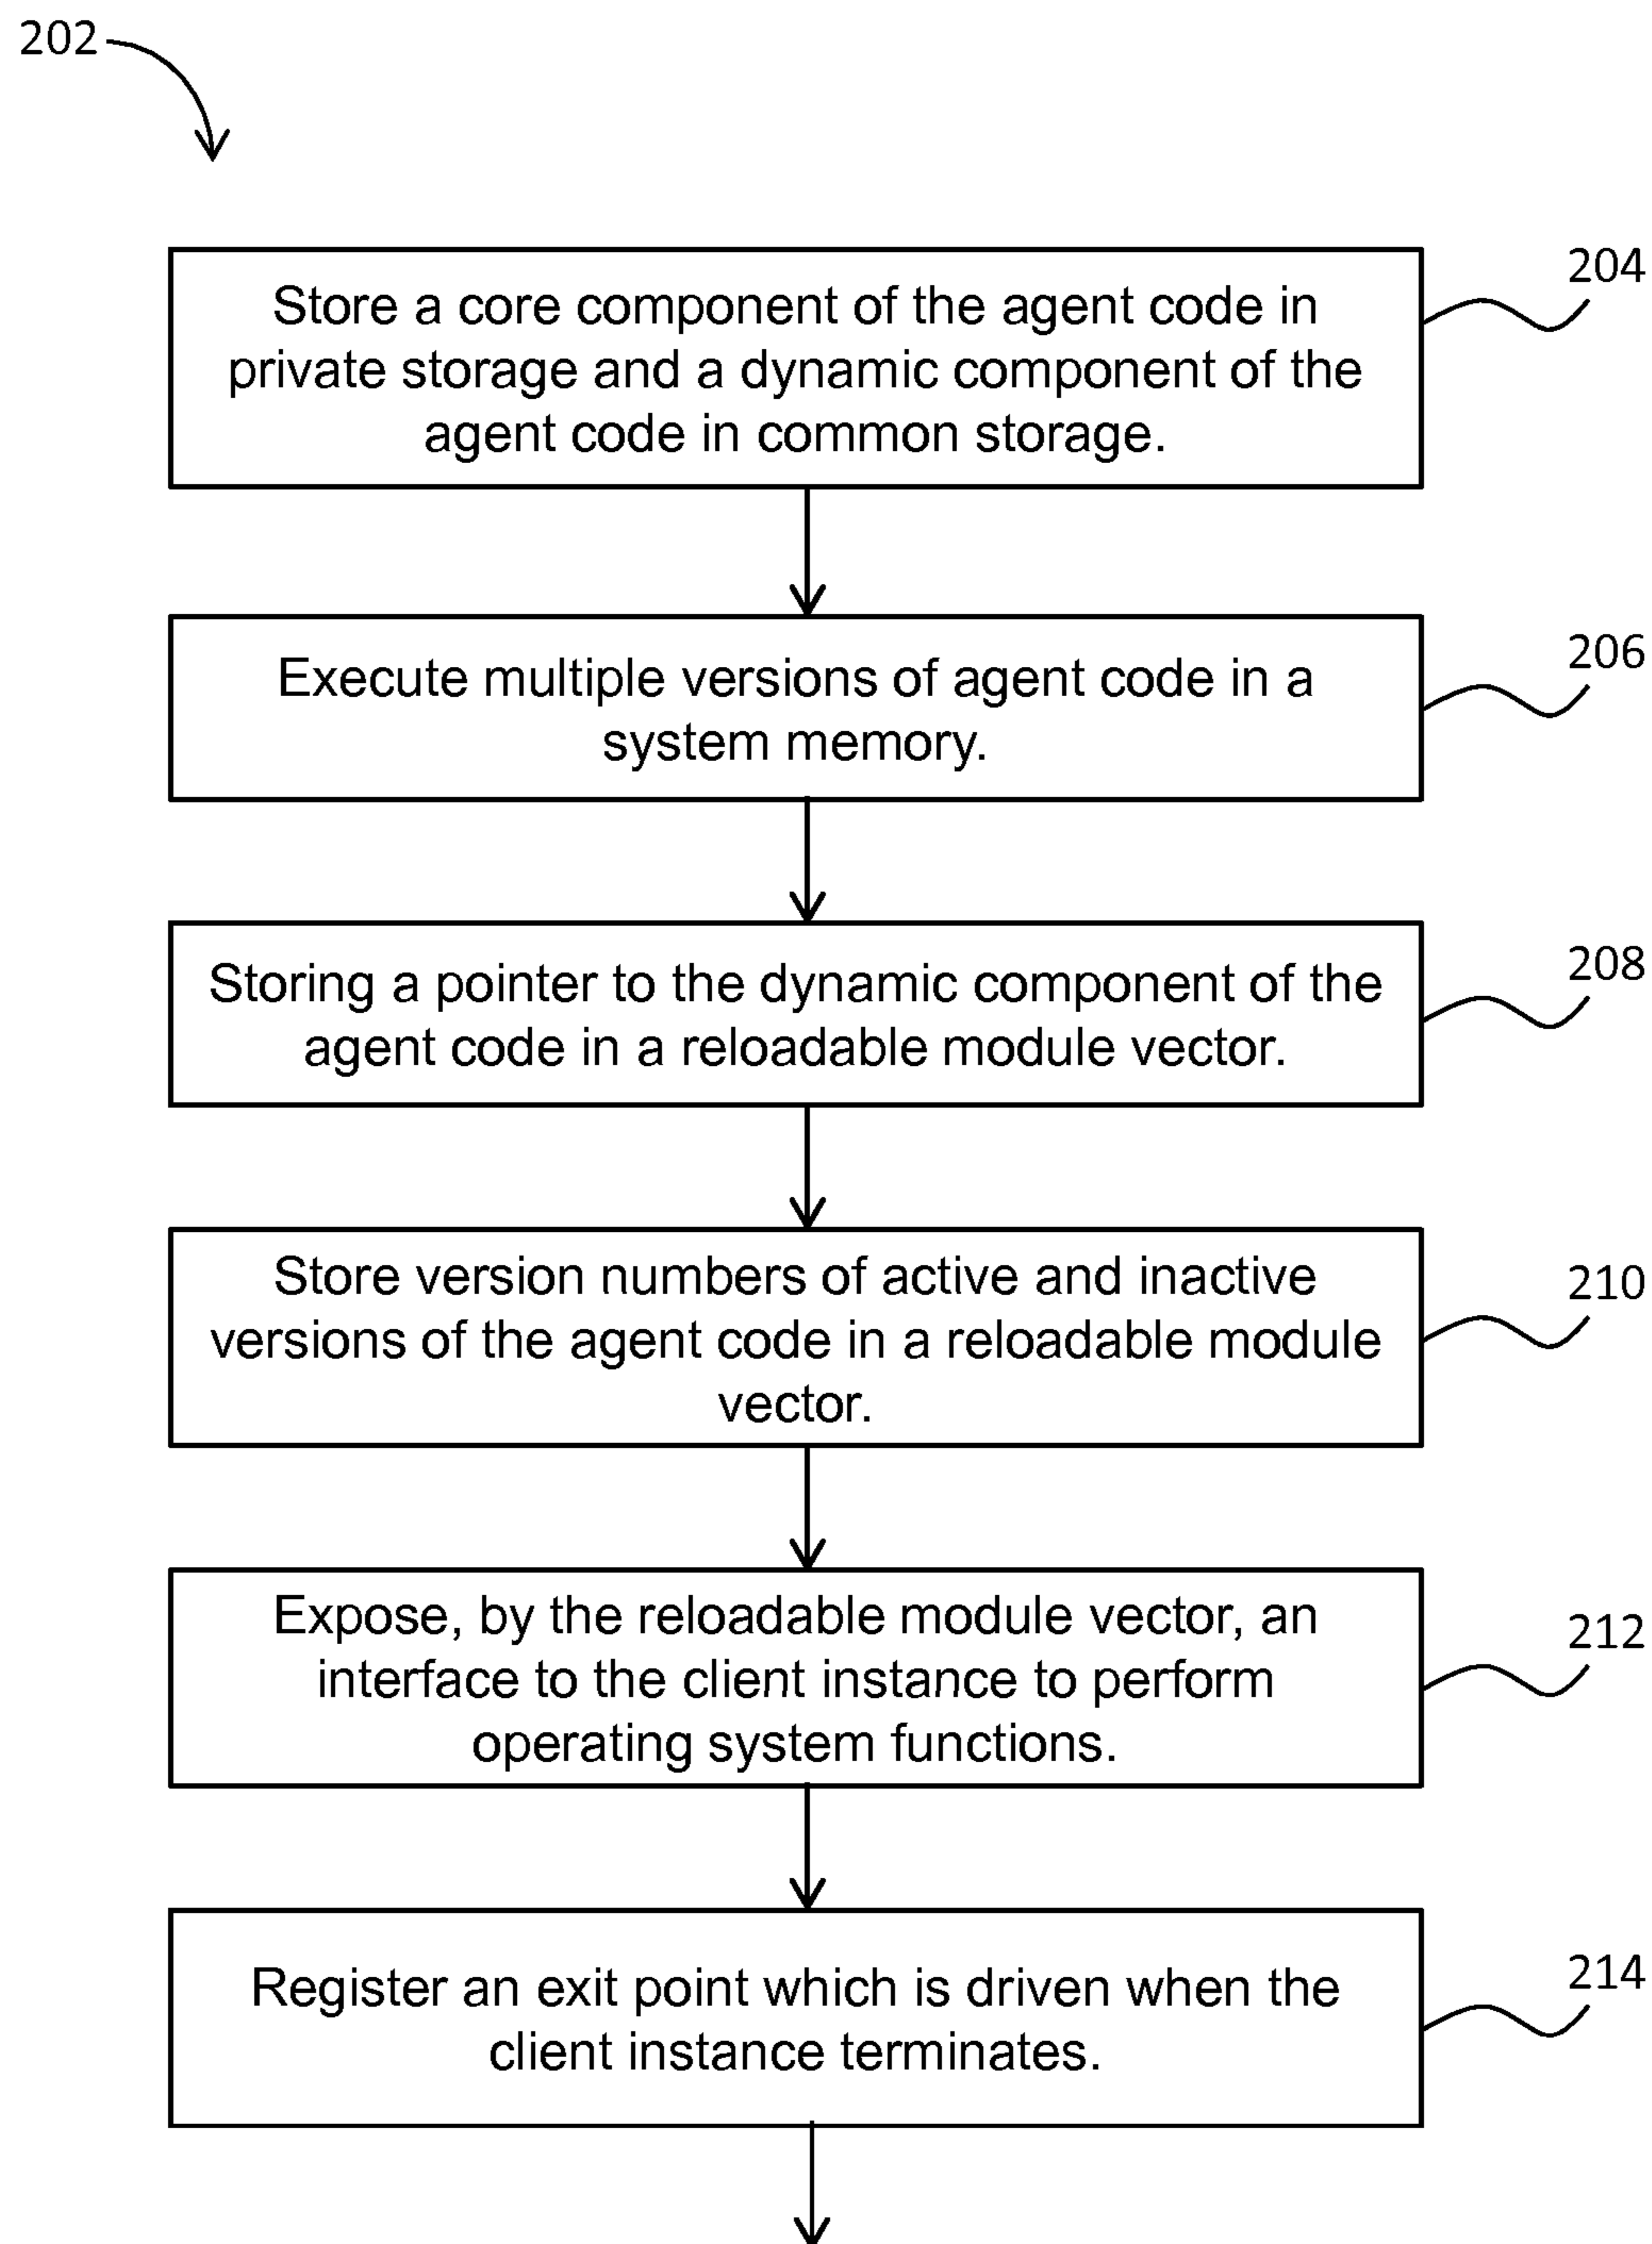 202
204
Store a core component of the agent code in
private storage and a dynamic component of the
agent code in common storage.
206
Execute multiple versions of agent code in a
system memory.
208
Storing a pointer to the dynamic component of the
agent code in a reloadable module vector.
210
Store version numbers of active and inactive
versions of the agent code in a reloadable module
vector.
212
Expose, by the reloadable module vector, an
interface to the client instance to perform
operating system functions.
214
Register an exit point which is driven when the
client instance terminates.